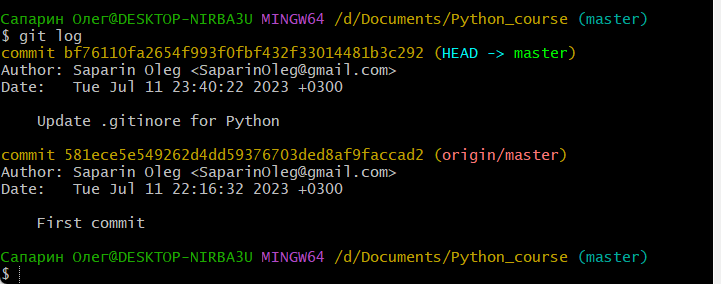 Сапарин Олег@DESKTOP-NIRBA3U MINGW64 /d/Documents/Python_course (master)
$ git log
commit bf76110fa2654f993f0fbf432f33014481b3c292 (HEAD -> master)
Author: Saparin Oleg <SaparinOleg@gmail.com>
Date:   Tue Jul 11 23:40:22 2023 +0300
    Update .gitinore for Python
commit 581ece5e549262d4dd59376703ded8af9faccad2 (origin/master)
Author: Saparin Oleg <SaparinOleg@gmail.com>
Date:   Tue Jul 11 22:16:32 2023 +0300
    First commit
Сапарин Олег@DESKTOP-NIRBA3U MINGW64 /d/Documents/Python_course (master)
$